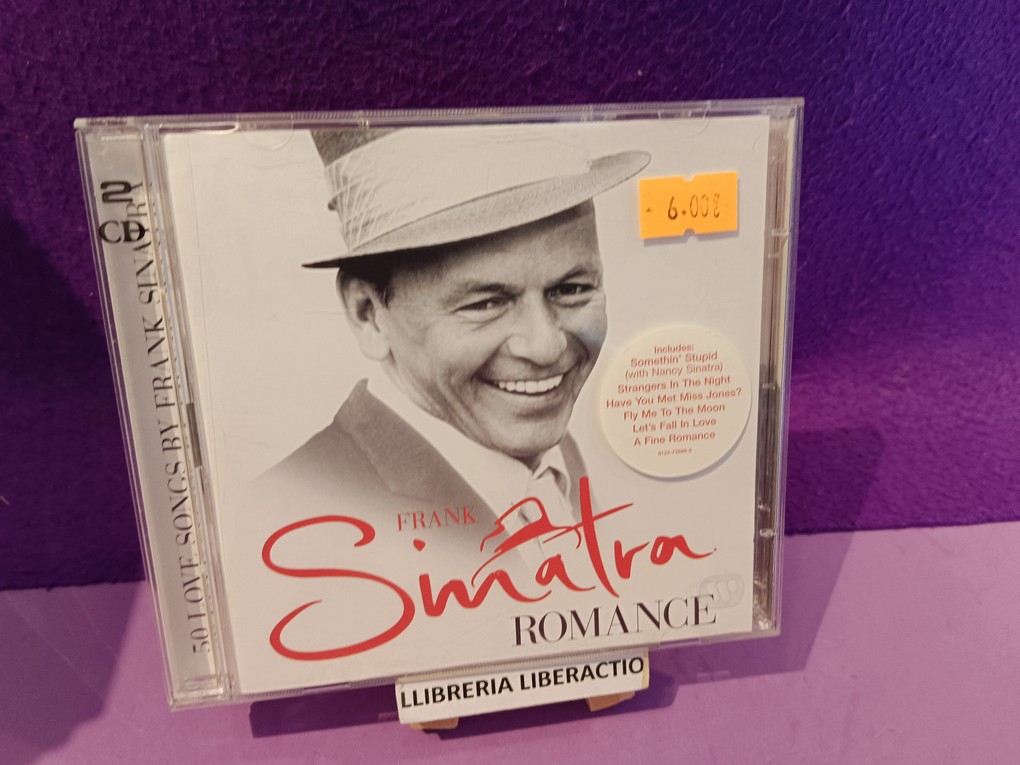 2
CD
50 LOVE SONGS BY FRANK SINATRA
6.00€
Includes:
Somethin' Stupid
(with Nancy Sinatra)
Strangers In The Night
Have You Met Miss Jones?
Fly Me To The Moon
Let's Fall In Love
A Fine Romance
FRANK
Sinatra
ROMANCE
LLIBRERIA LIBERACTIO